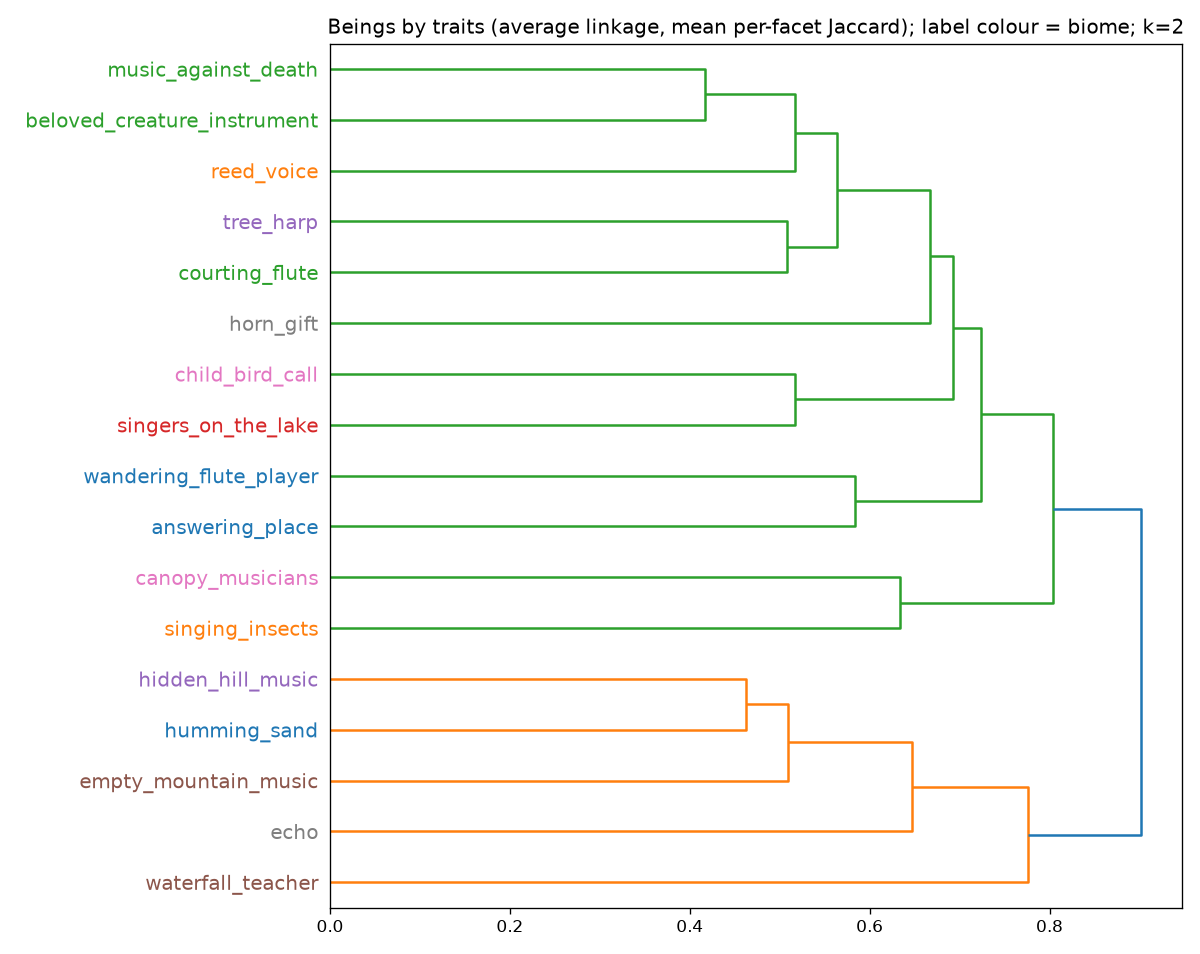 Beings by traits (average linkage, mean per-facet Jaccard); label colour = biome; k=2
music_against_death
beloved_creature_instrument
reed_voice
tree_harp
courting_flute
horn_gift
child_bird_call
singers_on_the_lake
wandering_flute_player
answering_place
canopy_musicians
singing_insects
hidden_hill_music
humming_sand
empty_mountain_music
echo
waterfall_teacher
0.0 0.2 0.4 0.6 0.8